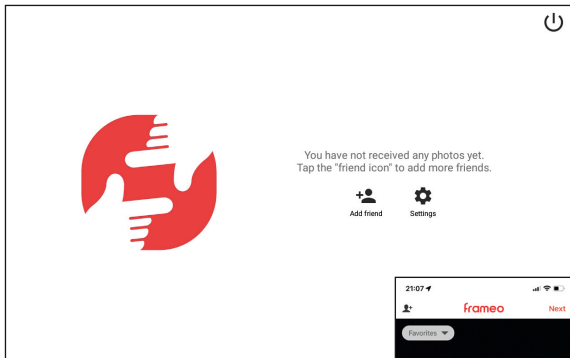 You have not received any photos yet.
Tap the "friend icon" to add more friends.
Add friend Settings
21:07
frameo Next
Favorites